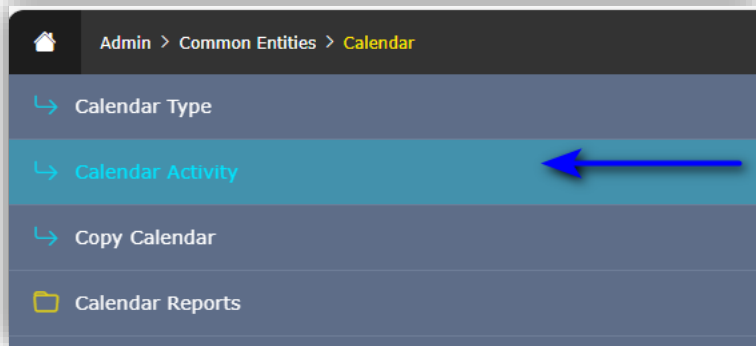 Admin > Common Entities > Calendar
Calendar Type
Calendar Activity
Copy Calendar
Calendar Reports